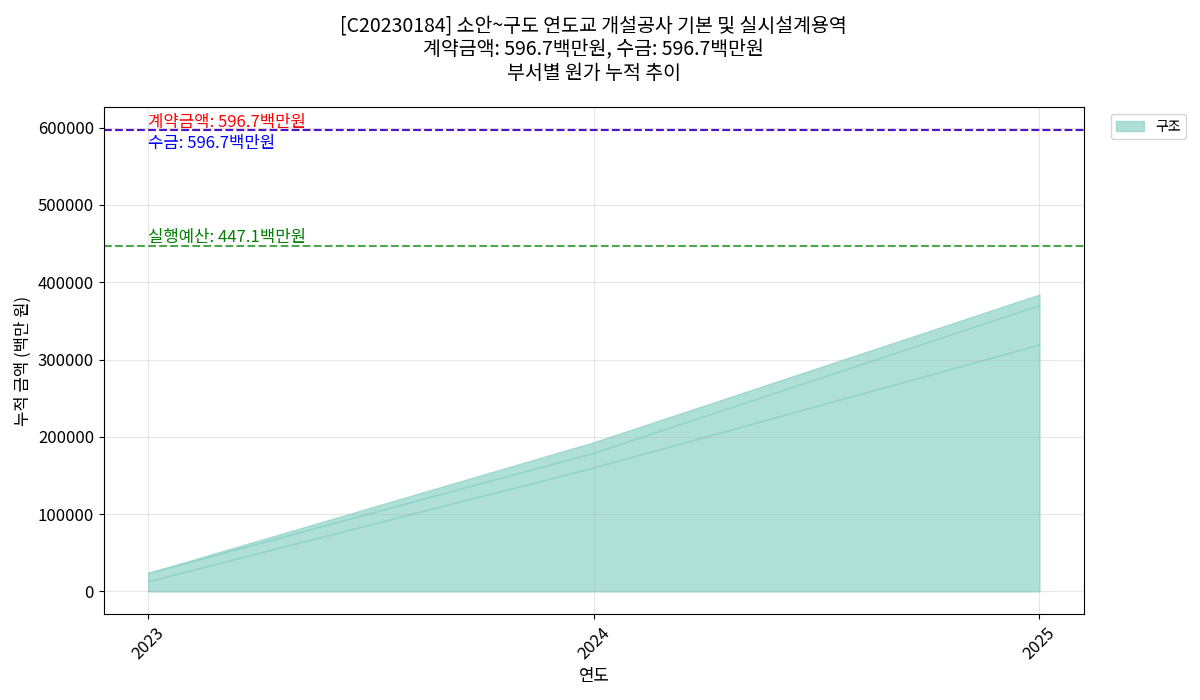 [C20230184] 소안~구도 연도교 개설공사 기본 및 실시설계용역
계약금액: 596.7백만원, 수금: 596.7백만원
부서별 원가 누적 추이
계약금액: 596.7백만원
수금: 596.7백만원
실행예산: 447.1백만원
구조
600000
500000
400000
300000
200000
100000
0
누적 금액 (백만 원)
2023
2024
2025
연도